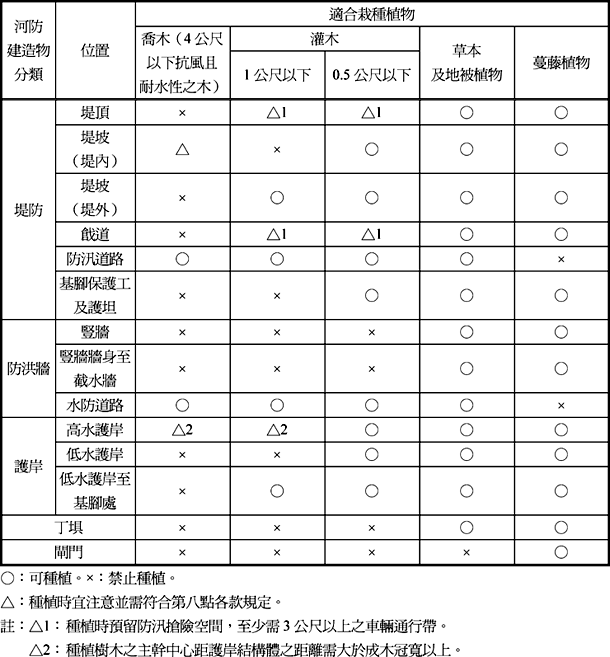 河防
建造物
分類
位置
適合栽種植物
喬木（4公尺
以下抗風且
耐水性之木）
灌木
1公尺以下
0.5公尺以下
草本
及地被植物
蔓藤植物
堤防
堤頂 × △1 △1 ○ ○
堤坡
（堤內） △ × ○ ○ ○
堤坡
（堤外） × ○ ○ ○ ○
戧道 × △1 △1 ○ ○
防汛道路 ○ ○ ○ ○ ×
基腳保護工
及護坦 × × ○ ○ ○
防洪牆
豎牆 × × × ○ ○
豎牆牆身至
截水牆 × × × ○ ○
水防道路 ○ ○ ○ ○ ×
護岸
高水護岸 △2 △2 ○ ○ ○
低水護岸 × × ○ ○ ○
低水護岸至
基腳處 × ○ ○ ○ ○
丁埧 × × × ○ ○
閘門 × × × × ○
○：可種植。×：禁止種植。
△：種植時宜注意並需符合第八點各款規定。
註：△1：種植時預留防汛搶險空間，至少需3公尺以上之車輛通行帶。
△2：種植樹木之主幹中心距護岸結構體之距離需大於成木冠寬以上。